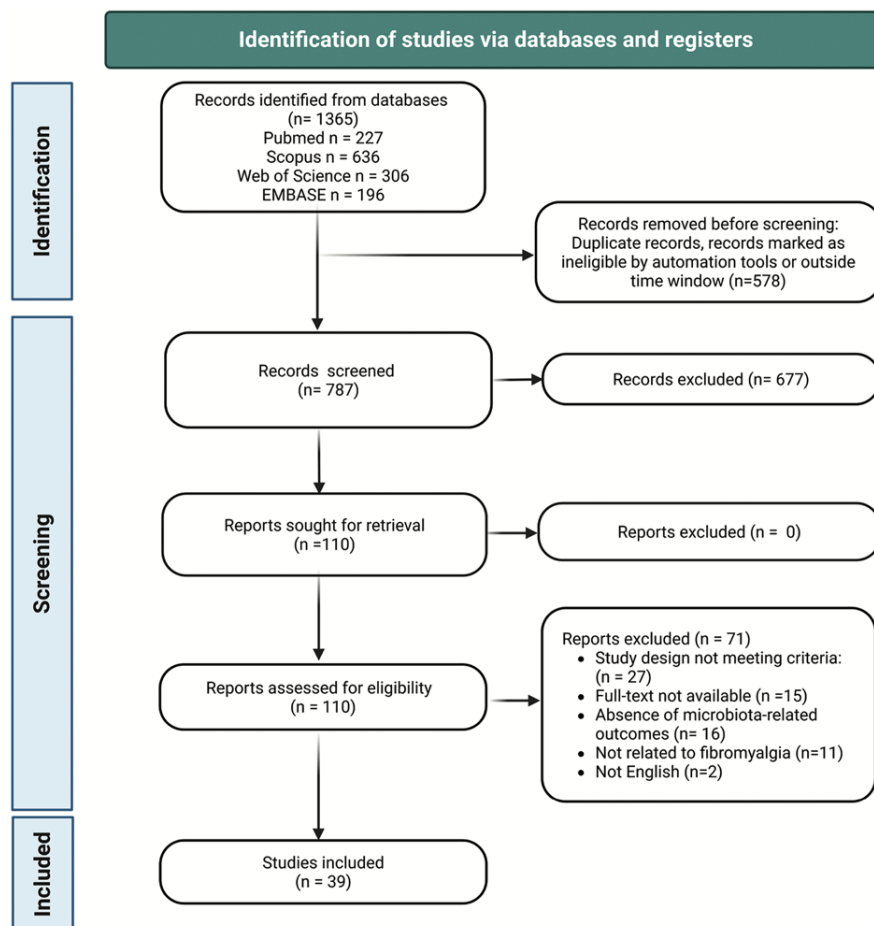 Identification of studies via databases and registers
Identification
Records identified from databases
(n= 1365)
Pubmed n = 227
Scopus n = 636
Web of Science n = 306
EMBASE n = 196
Records removed before screening:
Duplicate records, records marked as
ineligible by automation tools or outside
time window (n=578)
Screening
Records screened
(n= 787)
Records excluded (n= 677)
Reports sought for retrieval
(n =110)
Reports excluded (n = 0)
Reports assessed for eligibility
(n = 110)
Reports excluded (n = 71)
• Study design not meeting criteria:
(n = 27)
• Full-text not available (n =15)
• Absence of microbiota-related
outcomes (n= 16)
• Not related to fibromyalgia (n=11)
• Not English (n=2)
Included
Studies included
(n = 39)